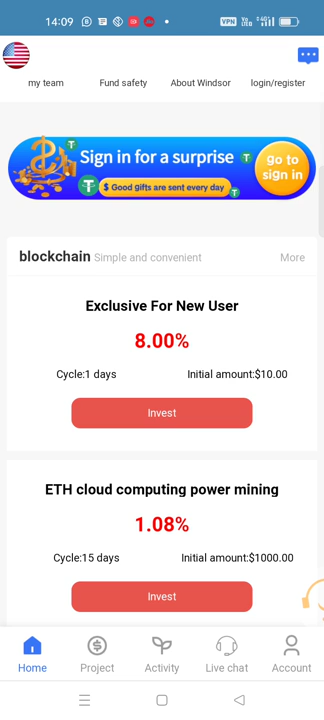 14:09
VPN
my team
Fund safety
About Windsor
login/register
Sign in for a surprise
$ Good gifts are sent every day
go to
sign in
blockchain Simple and convenient
More
Exclusive For New User
8.00%
Cycle:1 days
Initial amount:$10.00
Invest
ETH cloud computing power mining
1.08%
Cycle:15 days
Initial amount:$1000.00
Invest
Home
Project
Activity
Live chat
Account